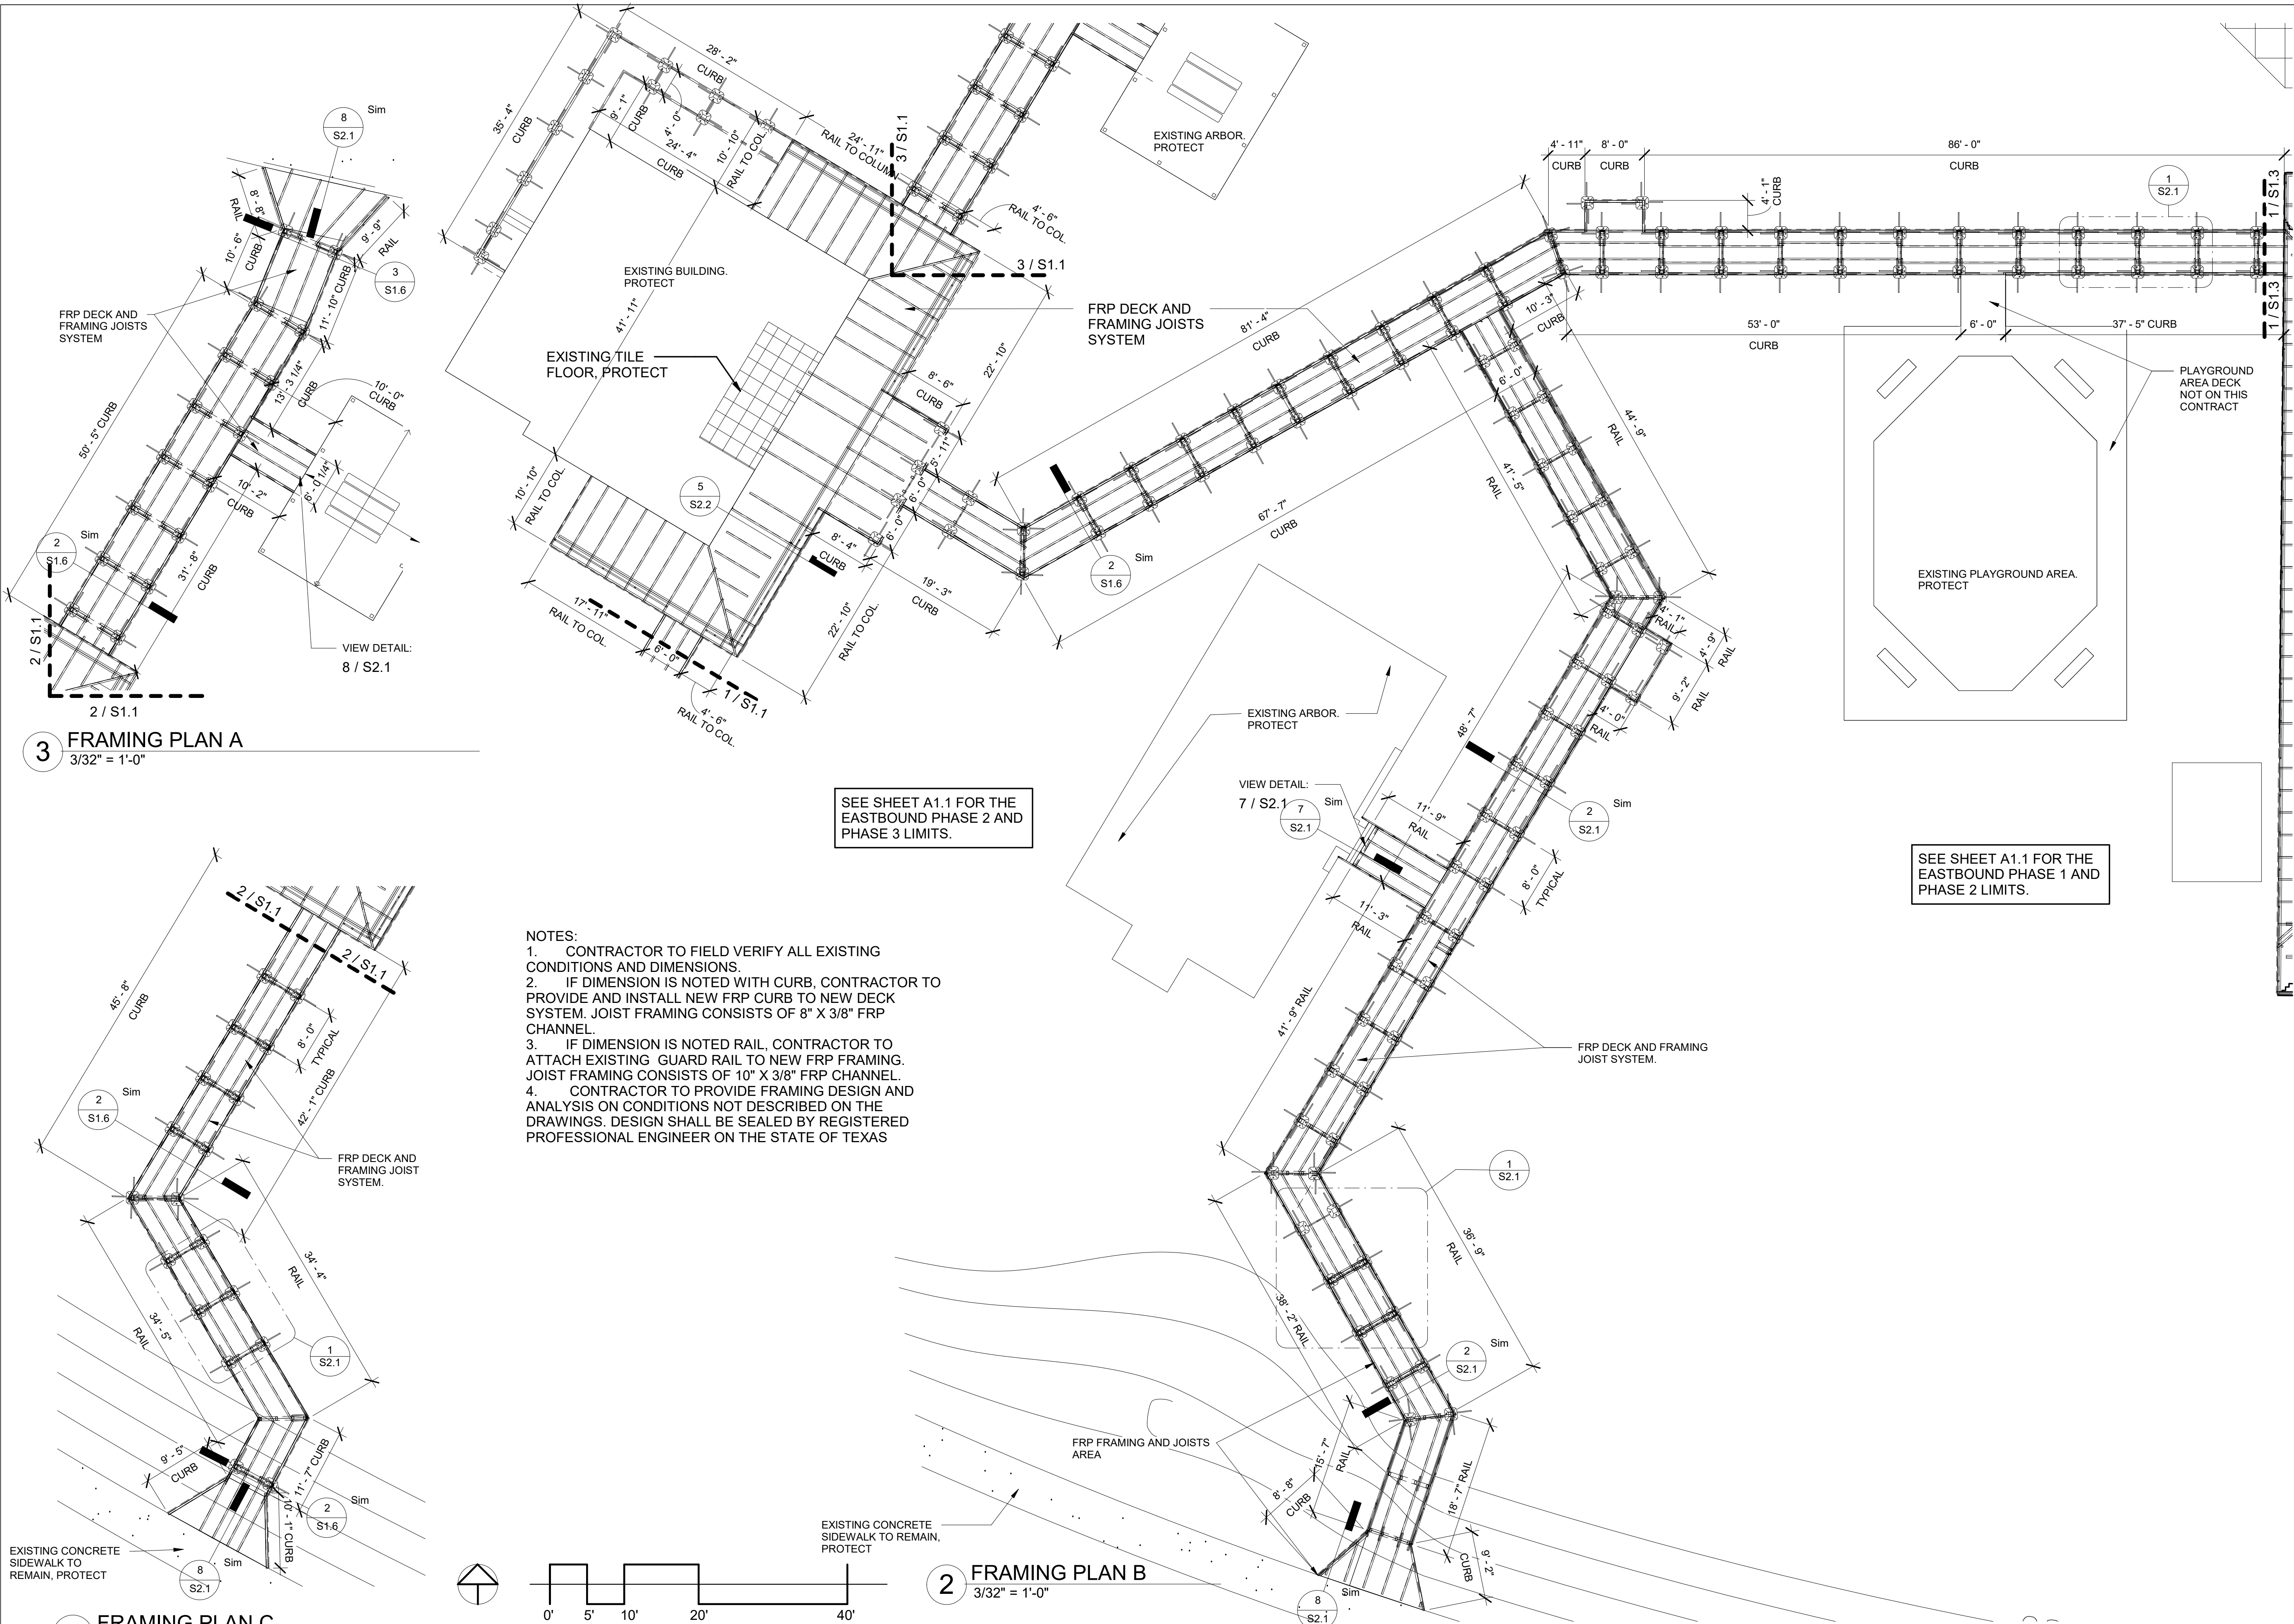 8
S2.1
Sim
8' - 8"
RAIL
10' - 6"
CURB
9' - 9"
RAIL
3
S1.6
11' - 10" CURB
FRP DECK AND
FRAMING JOISTS
SYSTEM
50' - 5" CURB
13' - 3 1/4"
CURB
10' - 0"
CURB
10' - 2"
CURB
6' - 0 1/4"
2
S1.6
Sim
31' - 8"
CURB
2 / S1.1
2 / S1.1
VIEW DETAIL:
8 / S2.1
3
FRAMING PLAN A
3/32" = 1'-0"
28' - 2"
CURB
35' - 4"
CURB
9' - 1"
CURB
4' - 0"
24' - 4"
CURB
10' - 10"
RAIL TO COL.
24' - 11"
RAIL TO COLUMN
3 / S1.1
4' - 6"
RAIL TO COL.
3 / S1.1
EXISTING ARBOR.
PROTECT
EXISTING BUILDING.
PROTECT
41' - 11"
EXISTING TILE
FLOOR, PROTECT
FRP DECK AND
FRAMING JOISTS
SYSTEM
22' - 10"
8' - 6"
CURB
5' - 11"
6' - 0"
6' - 0"
10' - 10"
RAIL TO COL.
5
S2.2
8' - 4"
CURB
19' - 3"
CURB
22' - 10"
RAIL TO COL.
17' - 11"
RAIL TO COL.
6' - 0"
4' - 6"
RAIL TO COL.
1 / S1.1
81' - 4"
CURB
67' - 7"
CURB
2
S1.6
Sim
4' - 11"
CURB
8' - 0"
CURB
86' - 0"
CURB
4' - 1"
CURB
1
S2.1
1 / S1.3
1 / S1.3
10' - 3"
CURB
53' - 0"
CURB
6' - 0"
37' - 5" CURB
PLAYGROUND
AREA DECK
NOT ON THIS
CONTRACT
EXISTING PLAYGROUND AREA.
PROTECT
6' - 0"
44' - 9"
RAIL
41' - 5"
RAIL
4' - 1"
RAIL
4' - 9"
RAIL
9' - 2"
RAIL
4' - 0"
RAIL
48' - 7"
EXISTING ARBOR.
PROTECT
VIEW DETAIL:
7 / S2.1
7
S2.1
Sim
11' - 9"
RAIL
2
S2.1
Sim
8' - 0"
TYPICAL
11' - 3"
RAIL
41' - 9" RAIL
FRP DECK AND FRAMING
JOIST SYSTEM.
SEE SHEET A1.1 FOR THE
EASTBOUND PHASE 2 AND
PHASE 3 LIMITS.
SEE SHEET A1.1 FOR THE
EASTBOUND PHASE 1 AND
PHASE 2 LIMITS.
NOTES:
1. CONTRACTOR TO FIELD VERIFY ALL EXISTING
CONDITIONS AND DIMENSIONS.
2. IF DIMENSION IS NOTED WITH CURB, CONTRACTOR TO
PROVIDE AND INSTALL NEW FRP CURB TO NEW DECK
SYSTEM. JOIST FRAMING CONSISTS OF 8" X 3/8" FRP
CHANNEL.
3. IF DIMENSION IS NOTED RAIL, CONTRACTOR TO
ATTACH EXISTING GUARD RAIL TO NEW FRP FRAMING.
JOIST FRAMING CONSISTS OF 10" X 3/8" FRP CHANNEL.
4. CONTRACTOR TO PROVIDE FRAMING DESIGN AND
ANALYSIS ON CONDITIONS NOT DESCRIBED ON THE
DRAWINGS. DESIGN SHALL BE SEALED BY REGISTERED
PROFESSIONAL ENGINEER ON THE STATE OF TEXAS
2 / S1.1
2 / S1.1
45' - 8"
CURB
8' - 0"
TYPICAL
42' - 1" CURB
2
S1.6
Sim
FRP DECK AND
FRAMING JOIST
SYSTEM.
34' - 4"
RAIL
34' - 5"
RAIL
1
S2.1
9' - 5"
CURB
11' - 7" CURB
10' - 1" CURB
2
S1.6
Sim
EXISTING CONCRETE
SIDEWALK TO
REMAIN, PROTECT
8
S2.1
Sim
FRAMING PLAN C
0' 5' 10' 20' 40'
1
S2.1
36' - 9"
RAIL
38' - 2" RAIL
2
S2.1
Sim
FRP FRAMING AND JOISTS
AREA
15' - 7"
RAIL
8' - 8"
CURB
18' - 7" RAIL
9' - 2"
CURB
EXISTING CONCRETE
SIDEWALK TO REMAIN,
PROTECT
8
S2.1
Sim
2
FRAMING PLAN B
3/32" = 1'-0"